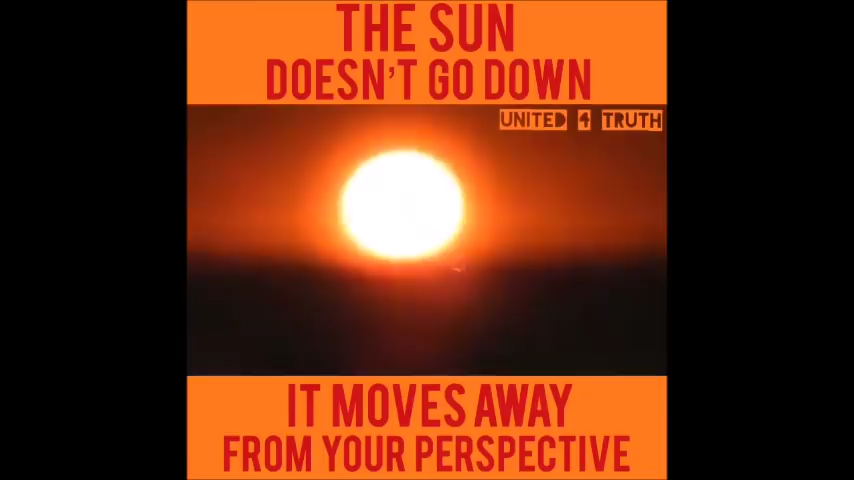 THE SUN
DOESN'T GO DOWN
UNITED 4 TRUTH
IT MOVES AWAY
FROM YOUR PERSPECTIVE